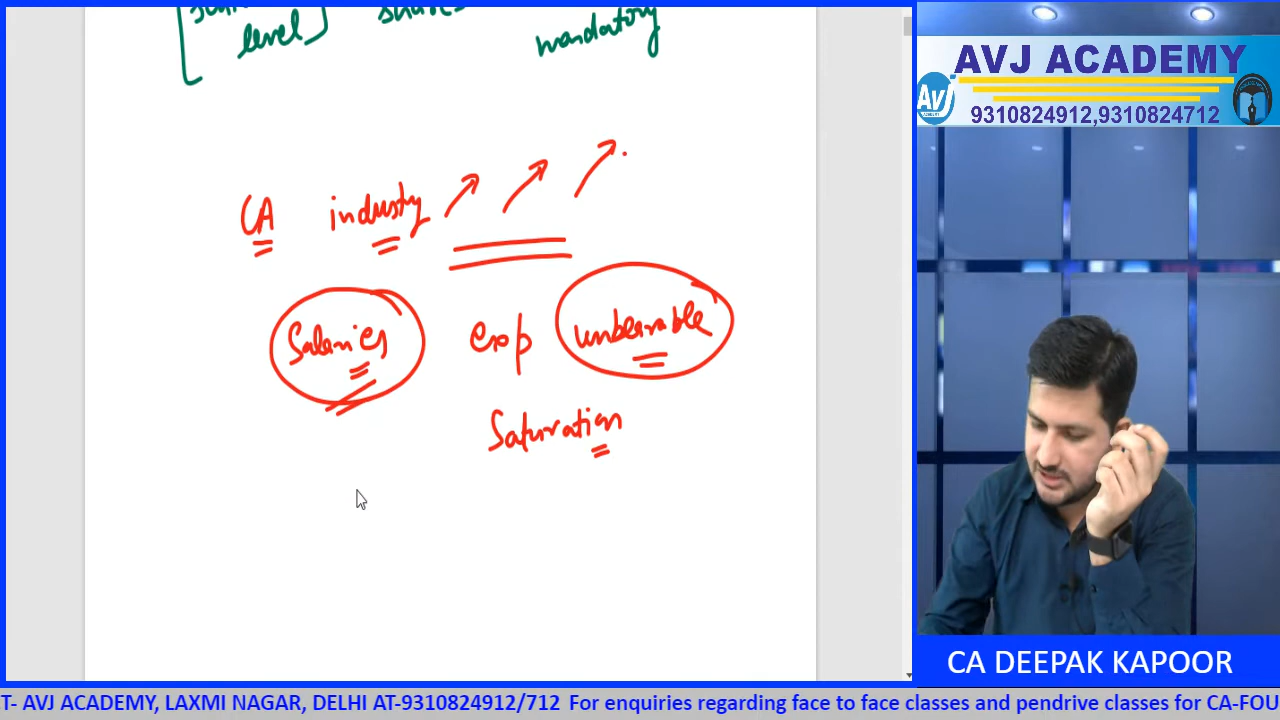 level
mandatory
CA industry
Salaries exp unbearable
Saturation
AVJ ACADEMY
AVJ
9310824912,9310824712
CA DEEPAK KAPOOR
T- AVJ ACADEMY, LAXMI NAGAR, DELHI AT-9310824912/712 For enquiries regarding face to face classes and pendrive classes for CA-FOU